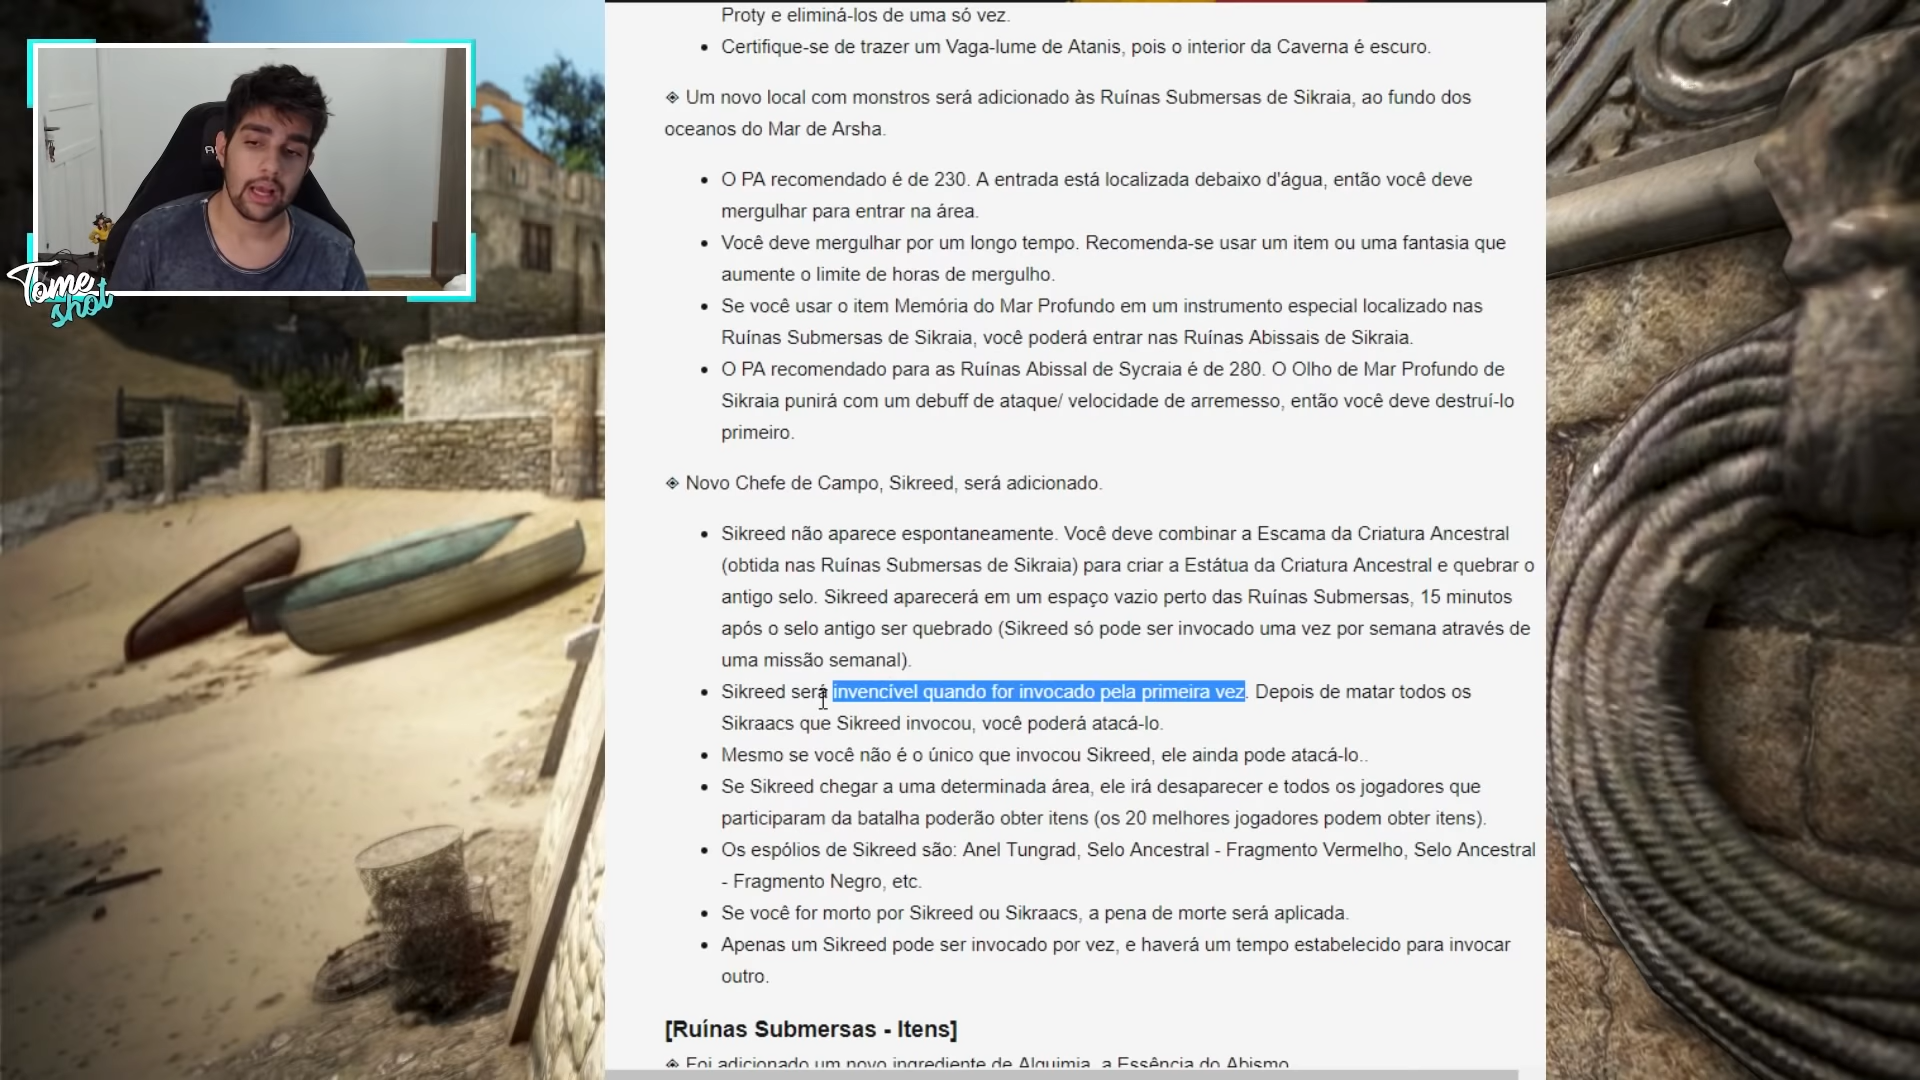 Proty e eliminá-los de uma só vez.
• Certifique-se de trazer um Vaga-lume de Atanis, pois o interior da Caverna é escuro.
◈ Um novo local com monstros será adicionado às Ruínas Submersas de Sikraia, ao fundo dos
oceanos do Mar de Arsha.
• O PA recomendado é de 230. A entrada está localizada debaixo d'água, então você deve
mergulhar para entrar na área.
• Você deve mergulhar por um longo tempo. Recomenda-se usar um item ou uma fantasia que
aumente o limite de horas de mergulho.
• Se você usar o item Memória do Mar Profundo em um instrumento especial localizado nas
Ruínas Submersas de Sikraia, você poderá entrar nas Ruínas Abissais de Sikraia.
• O PA recomendado para as Ruínas Abissal de Sycraia é de 280. O Olho de Mar Profundo de
Sikraia punirá com um debuff de ataque/ velocidade de arremesso, então você deve destruí-lo
primeiro.
◈ Novo Chefe de Campo, Sikreed, será adicionado.
• Sikreed não aparece espontaneamente. Você deve combinar a Escama da Criatura Ancestral
(obtida nas Ruínas Submersas de Sikraia) para criar a Estátua da Criatura Ancestral e quebrar o
antigo selo. Sikreed aparecerá em um espaço vazio perto das Ruínas Submersas, 15 minutos
após o selo antigo ser quebrado (Sikreed só pode ser invocado uma vez por semana através de
uma missão semanal).
• Sikreed será invencível quando for invocado pela primeira vez. Depois de matar todos os
Sikraacs que Sikreed invocou, você poderá atacá-lo.
• Mesmo se você não é o único que invocou Sikreed, ele ainda pode atacá-lo..
• Se Sikreed chegar a uma determinada área, ele irá desaparecer e todos os jogadores que
participaram da batalha poderão obter itens (os 20 melhores jogadores podem obter itens).
• Os espólios de Sikreed são: Anel Tungrad, Selo Ancestral - Fragmento Vermelho, Selo Ancestral
- Fragmento Negro, etc.
• Se você for morto por Sikreed ou Sikraacs, a pena de morte será aplicada.
• Apenas um Sikreed pode ser invocado por vez, e haverá um tempo estabelecido para invocar
outro.
[Ruínas Submersas - Itens]
◈ Foi adicionado um novo ingrediente de Alquimia, a Essência do Abismo
Tome
shot